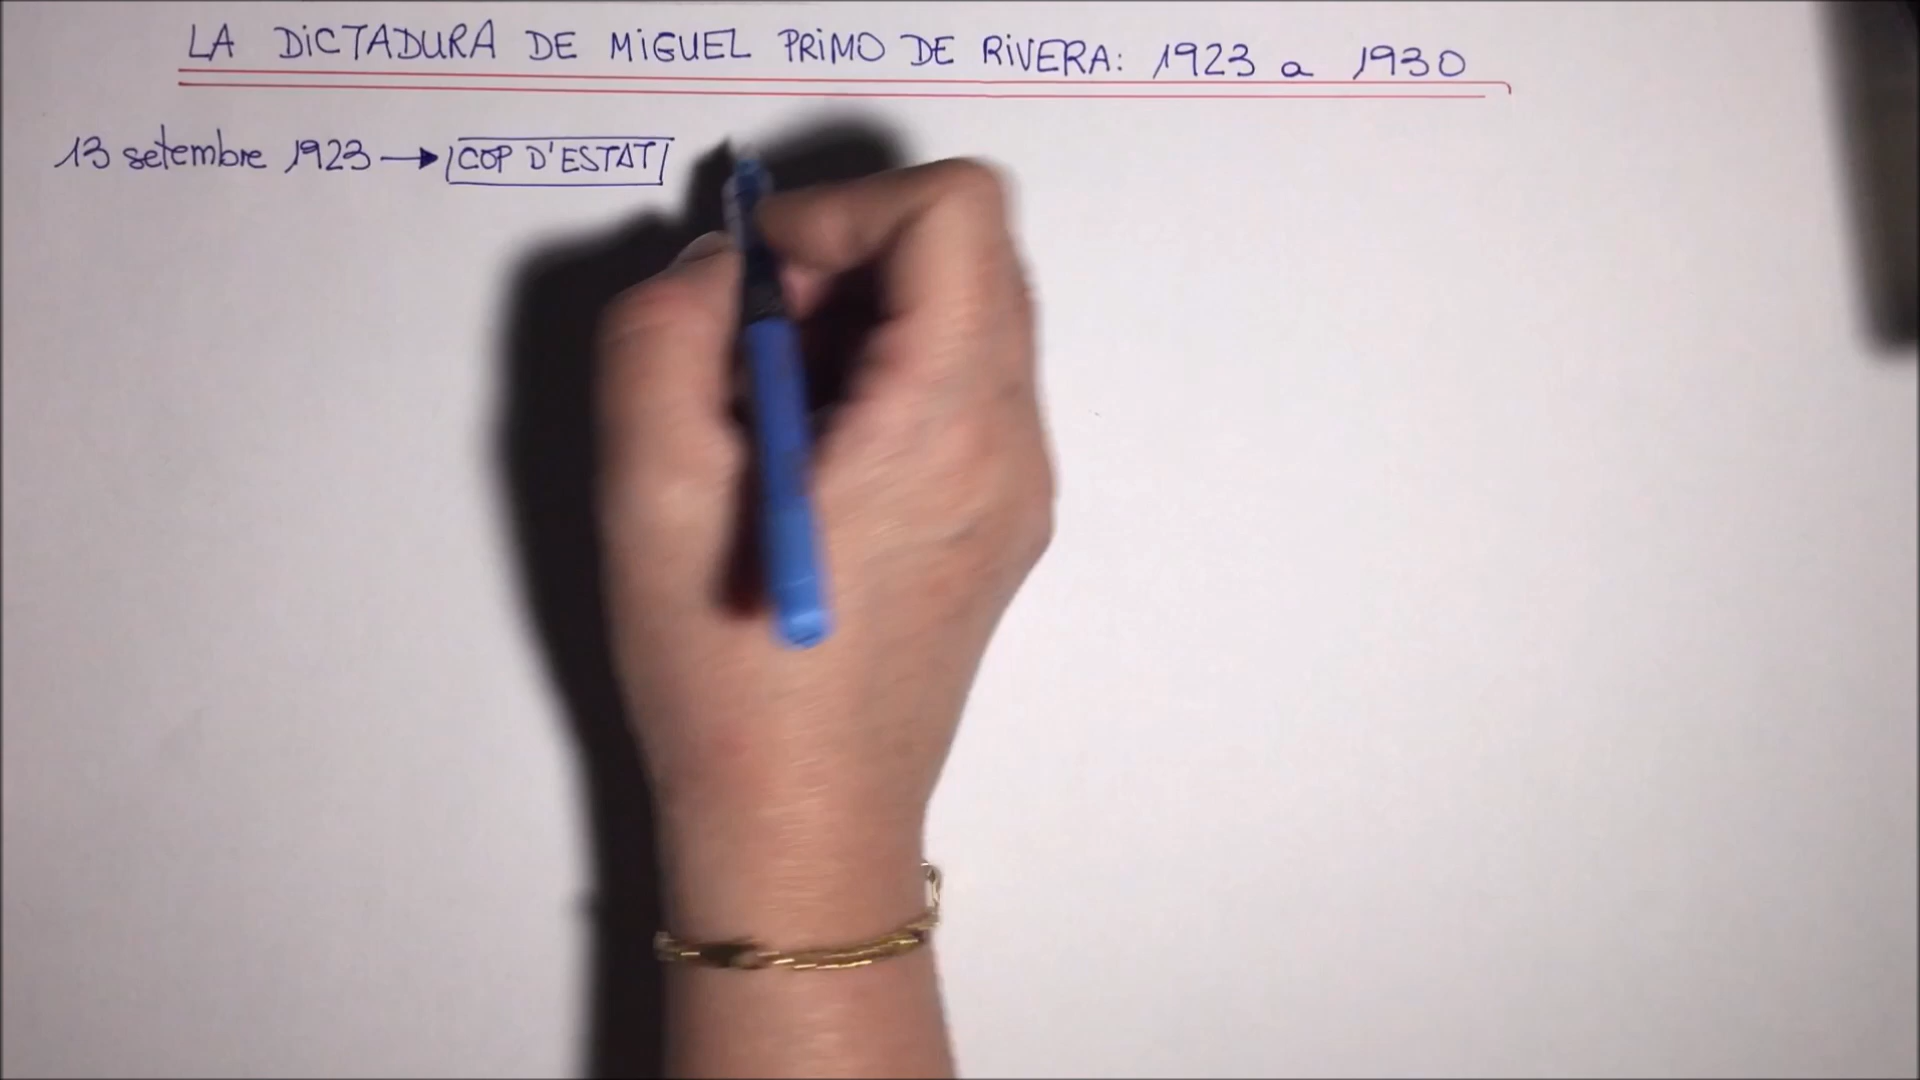 LA DiCTADURA DE MiGUEL PRiMO DE RiVERA: 1923 a 1930
13 setembre 1923 → COP D'ESTAT